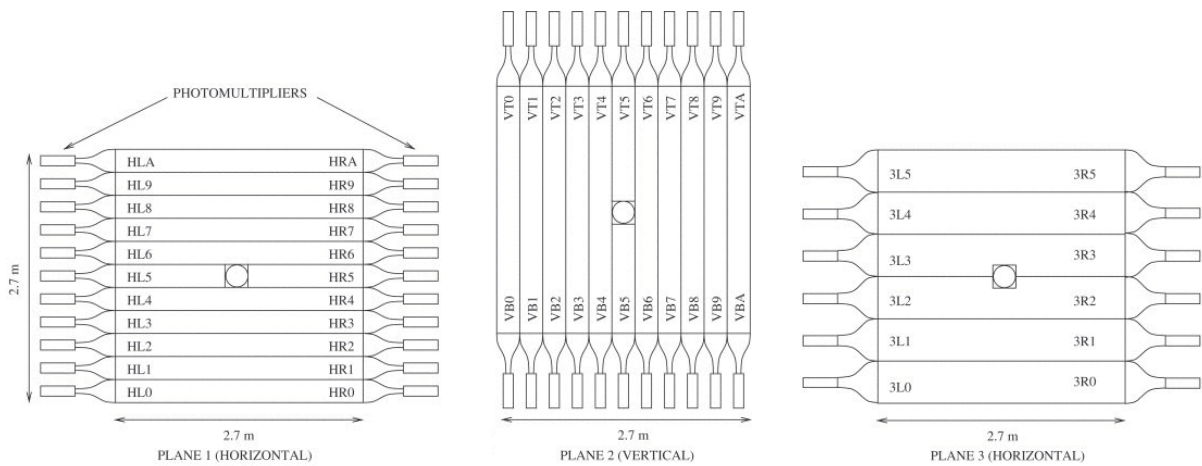 PHOTOMULTIPLIERS
HLA HRA
HL9 HR9
HL8 HR8
HL7 HR7
HL6 HR6
HL5 HR5
HL4 HR4
HL3 HR3
HL2 HR2
HL1 HR1
HL0 HR0
2.7 m
2.7 m
PLANE 1 (HORIZONTAL)
VT0 VT1 VT2 VT3 VT4 VT5 VT6 VT7 VT8 VT9 VTA
VB0 VB1 VB2 VB3 VB4 VB5 VB6 VB7 VB8 VB9 VBA
2.7 m
PLANE 2 (VERTICAL)
3L5 3R5
3L4 3R4
3L3 3R3
3L2 3R2
3L1 3R1
3L0 3R0
2.7 m
PLANE 3 (HORIZONTAL)